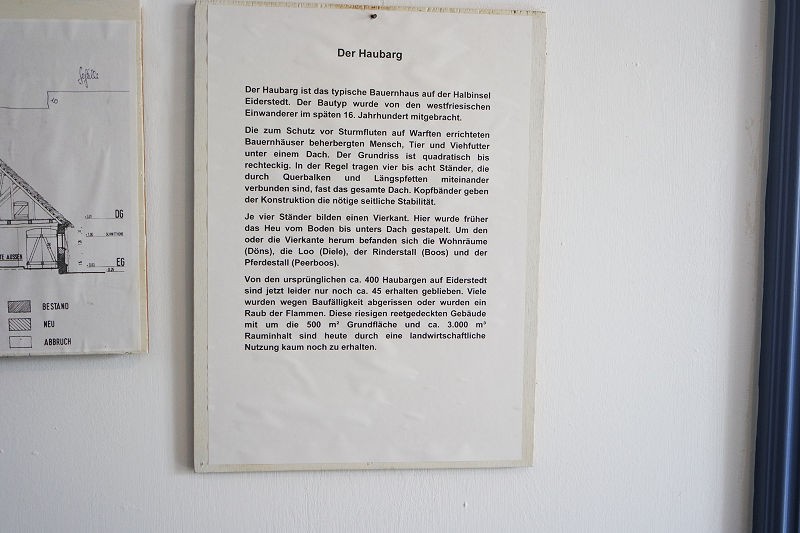 Der Haubarg
Der Haubarg ist das typische Bauernhaus auf der Halbinsel
Eiderstedt. Der Bautyp wurde von den westfriesischen
Einwanderer im späten 16. Jahrhundert mitgebracht.
Die zum Schutz vor Sturmfluten auf Warften errichteten
Bauernhäuser beherbergten Mensch, Tier und Viehfutter
unter einem Dach. Der Grundriss ist quadratisch bis
rechteckig. In der Regel tragen vier bis acht Ständer, die
durch Querbalken und Längspfetten miteinander
verbunden sind, fast das gesamte Dach. Kopfbänder geben
der Konstruktion die nötige seitliche Stabilität.
Je vier Ständer bilden einen Vierkant. Hier wurde früher
das Heu vom Boden bis unters Dach gestapelt. Um den
oder die Vierkante herum befanden sich die Wohnräume
(Döns), die Loo (Diele), der Rinderstall (Boos) und der
Pferdestall (Peerboos).
Von den ursprünglichen ca. 400 Haubargen auf Eiderstedt
sind jetzt leider nur noch ca. 45 erhalten geblieben. Viele
wurden wegen Baufälligkeit abgerissen oder wurden ein
Raub der Flammen. Diese riesigen reetgedeckten Gebäude
mit um die 500 m² Grundfläche und ca. 3.000 m³
Rauminhalt sind heute durch eine landwirtschaftliche
Nutzung kaum noch zu erhalten.
DG
AUSSEN
EG
BESTAND
NEU
ABBRUCH